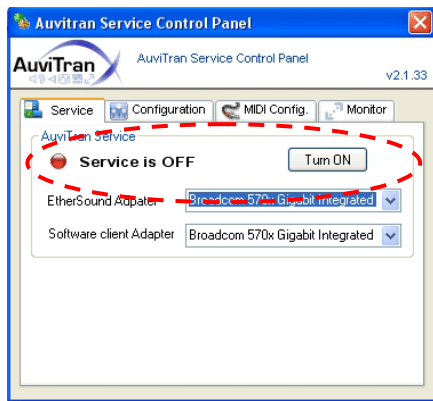 Auvitran Service Control Panel
AuviTran
AuviTran Service Control Panel
v2.1.33
Service
Configuration
MIDI Config.
Monitor
AuviTran Service
Service is OFF
Turn ON
EtherSound Adpater
Broadcom 570x Gigabit Integrated
Software client Adapter
Broadcom 570x Gigabit Integrated